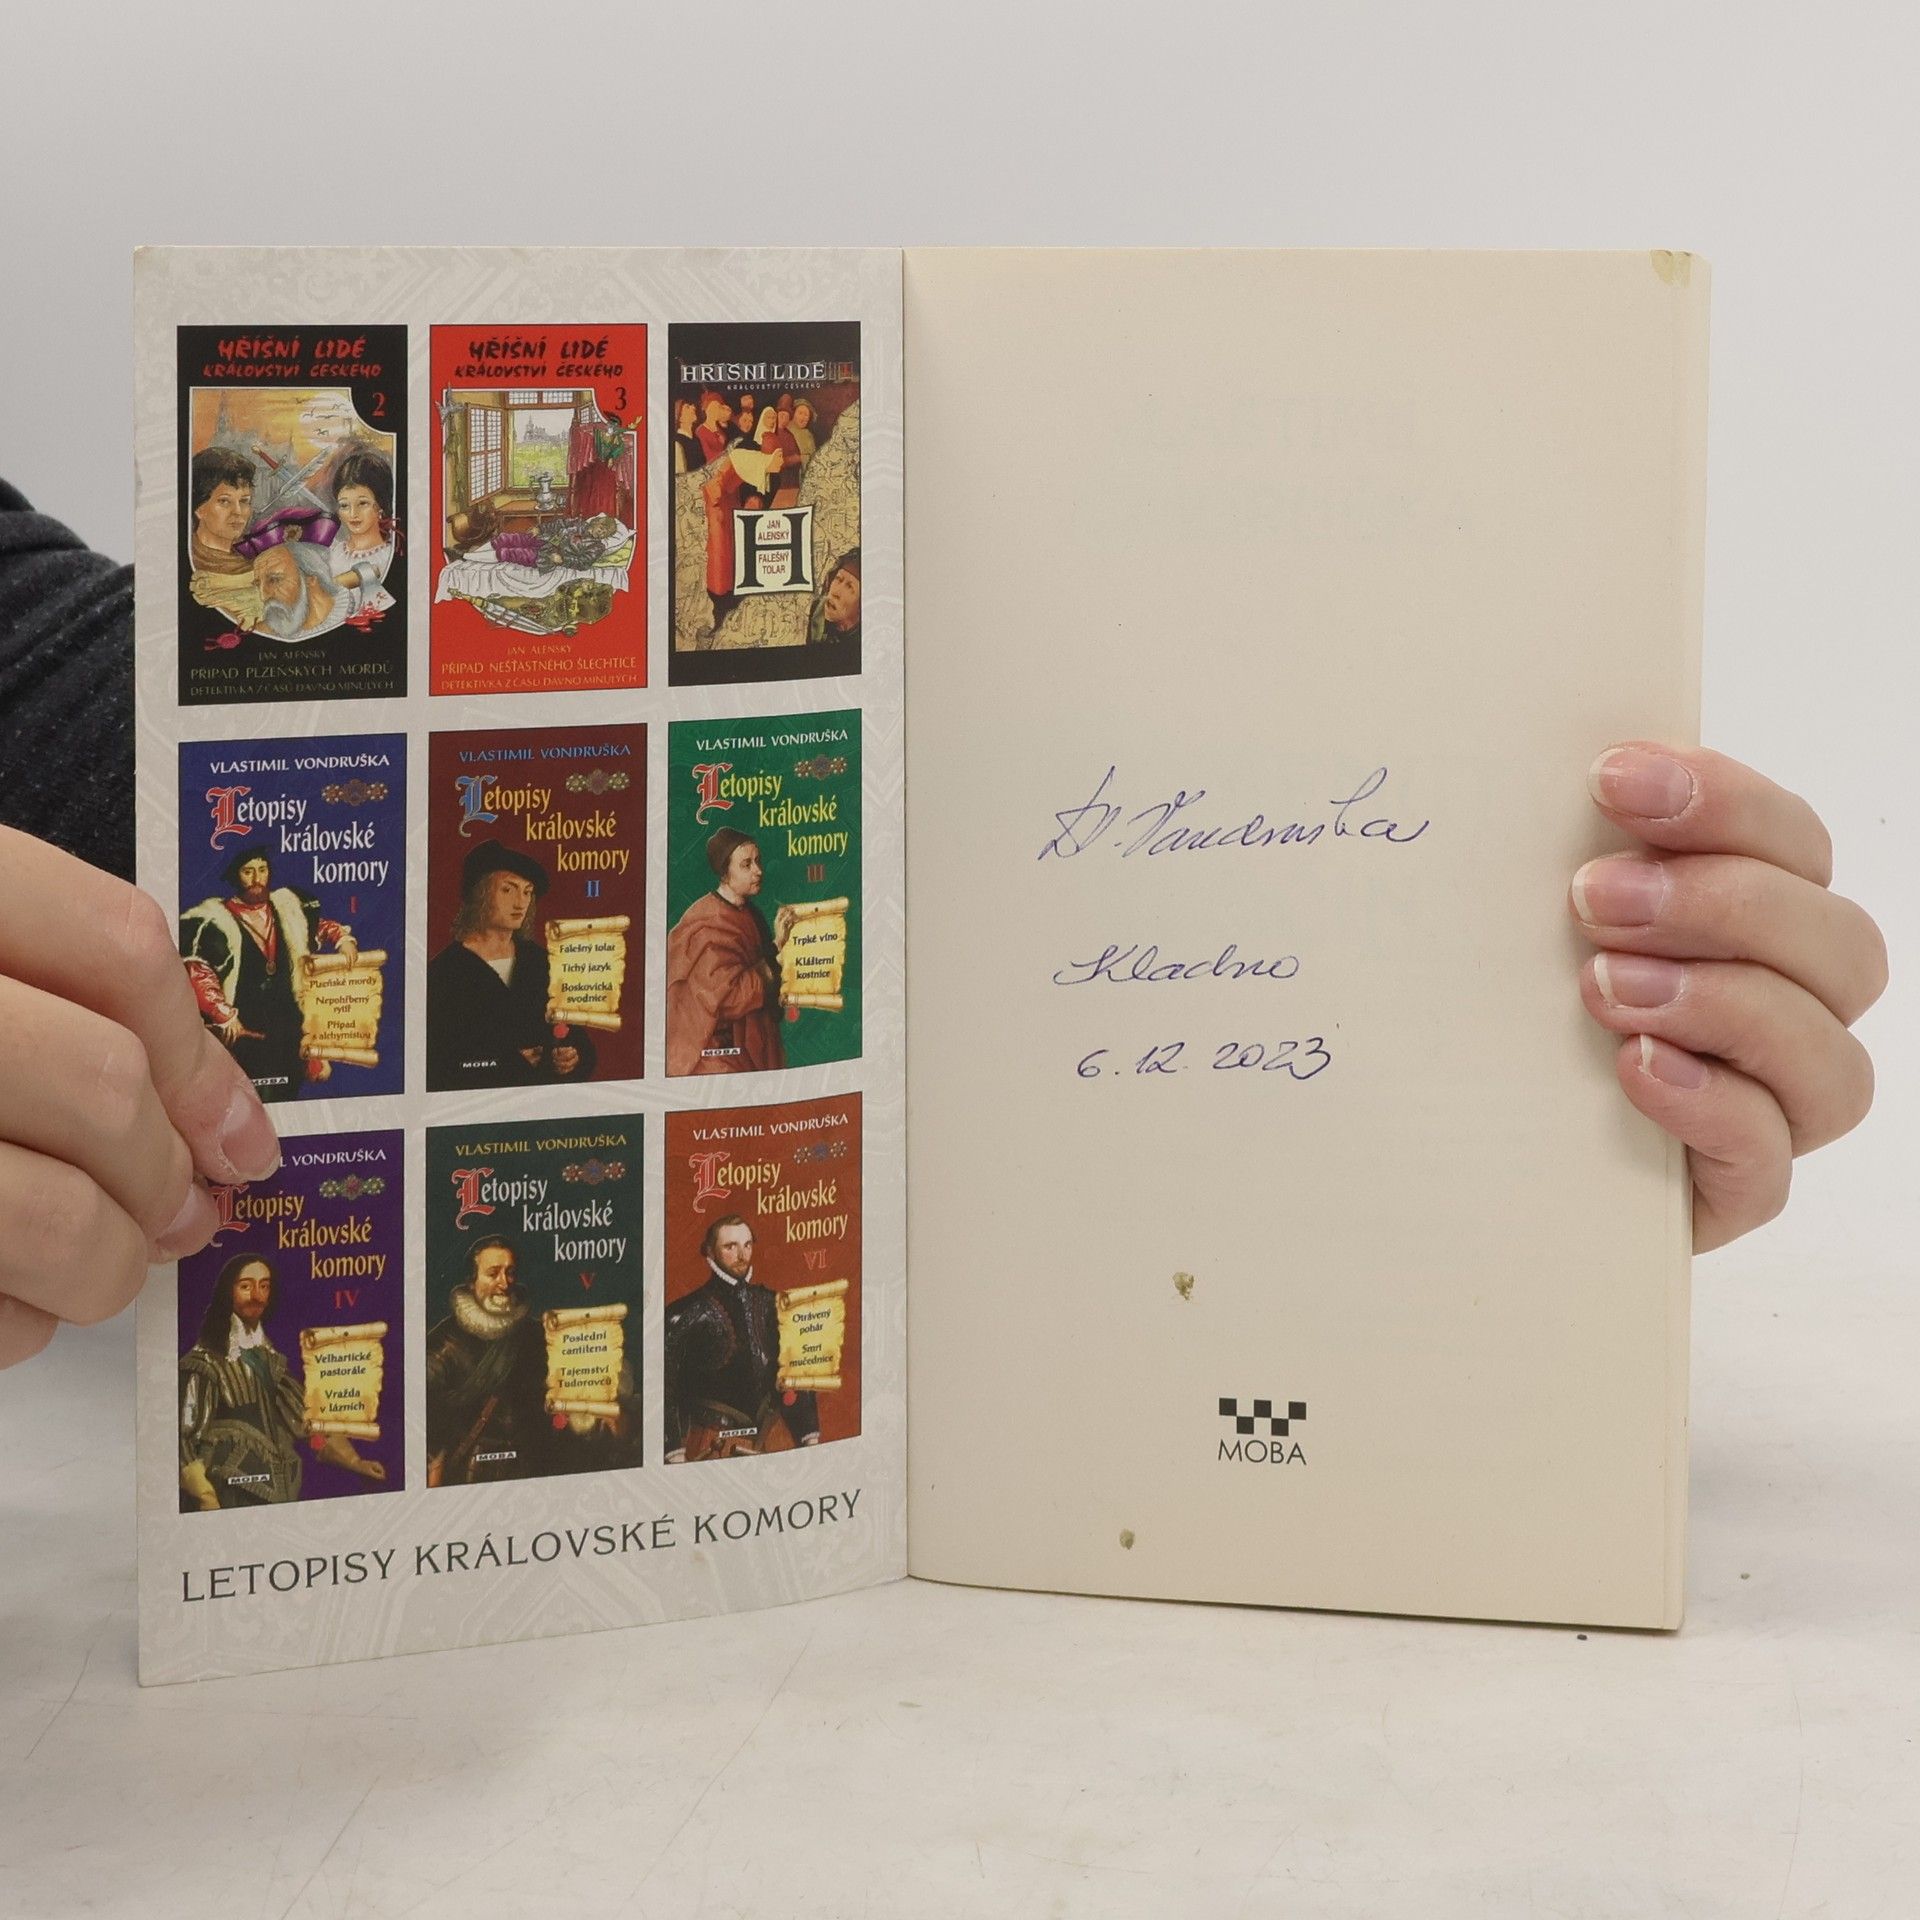 HŘÍŠNÍ LIDÉ
KRÁLOVSTVÍ ČESKÉHO
2
JAN ALENSKÝ
PŘÍPAD PLZEŇSKÝCH MORDŮ
DETEKTIVKA Z ČASŮ DÁVNO MINULÝCH
HŘÍŠNÍ LIDÉ
KRÁLOVSTVÍ ČESKÉHO
3
JAN ALENSKÝ
PŘÍPAD NEŠŤASTNÉHO ŠLECHTICE
DETEKTIVKA Z ČASŮ DÁVNO MINULÝCH
HŘÍŠNÍ LIDÉ
KRÁLOVSTVÍ ČESKÉHO
JAN
ALENSKÝ
H
FALEŠNÝ
TOLAR
VLASTIMIL VONDRUŠKA
Letopisy
královské
komory
I
Plzeňské mordy
Nepohřbený
rytíř
Případ
s alchymistou
MOBA
VLASTIMIL VONDRUŠKA
Letopisy
královské
komory
II
Falešný tolar
Tichý jazyk
Boskovická
svodnice
MOBA
VLASTIMIL VONDRUŠKA
Letopisy
královské
komory
III
Trpké víno
Klášterní
kostnice
MOBA
L VONDRUŠKA
Letopisy
královské
komory
IV
Velhartické
pastorále
Vražda
v lázních
MOBA
VLASTIMIL VONDRUŠKA
Letopisy
královské
komory
V
Poslední
cantilena
Tajemství
Tudorovců
MOBA
VLASTIMIL VONDRUŠKA
Letopisy
královské
komory
VI
Otrávený
pohár
Smrt
mučednice
MOBA
LETOPISY KRÁLOVSKÉ KOMORY
Vondruška
Kladno
6. 12. 2023
MOBA